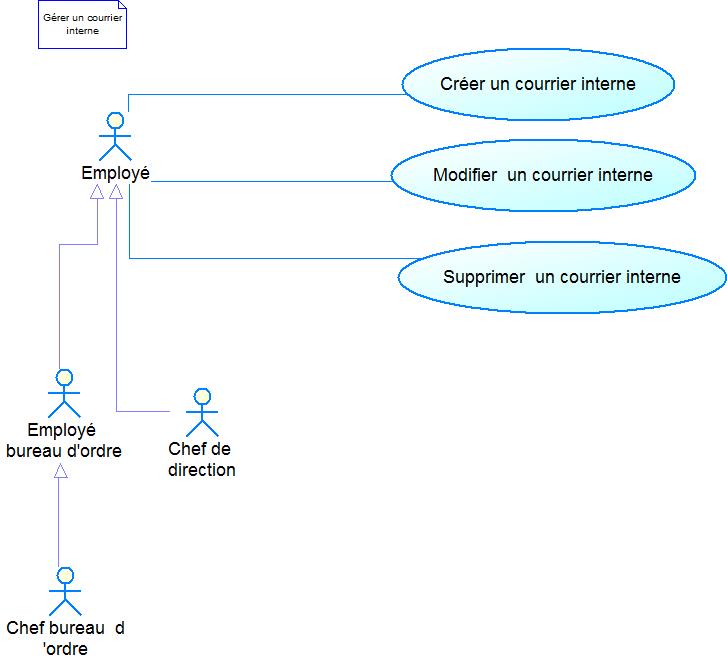 Gérer un courrier
interne
Créer un courrier interne
Employé
Modifier  un courrier interne
Supprimer  un courrier interne
Employé
bureau d'ordre
Chef de
direction
Chef bureau  d
'ordre